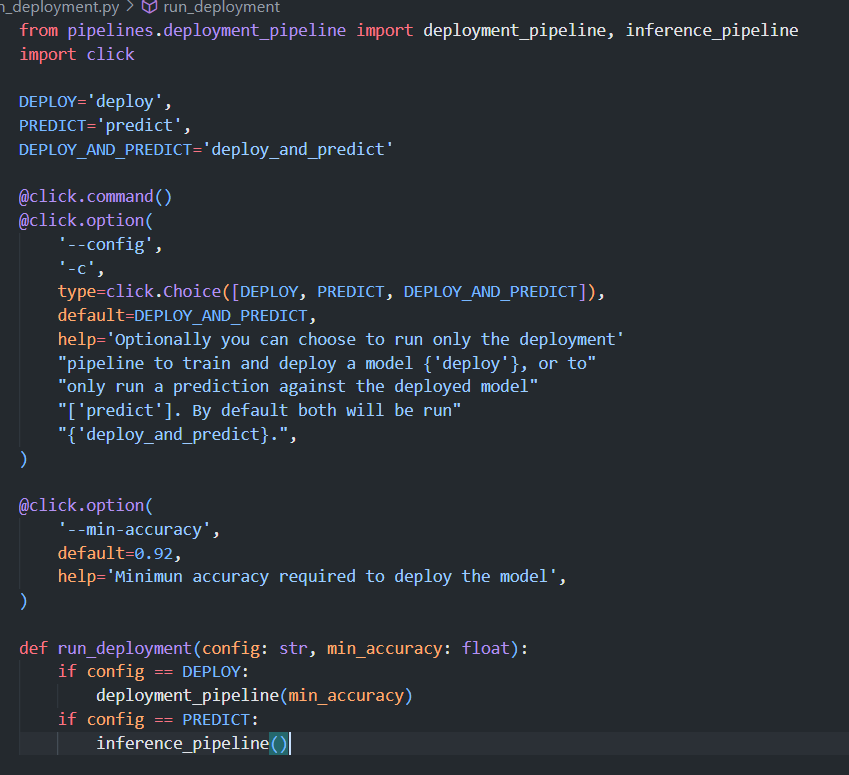 n_deployment.py > run_deployment
from pipelines.deployment_pipeline import deployment_pipeline, inference_pipeline
import click
DEPLOY='deploy',
PREDICT='predict',
DEPLOY_AND_PREDICT='deploy_and_predict'
@click.command()
@click.option(
    '--config',
    '-c',
    type=click.Choice([DEPLOY, PREDICT, DEPLOY_AND_PREDICT]),
    default=DEPLOY_AND_PREDICT,
    help='Optionally you can choose to run only the deployment'
    "pipeline to train and deploy a model {'deploy'}, or to"
    "only run a prediction against the deployed model"
    "['predict']. By default both will be run"
    "{'deploy_and_predict}.",
)
@click.option(
    '--min-accuracy',
    default=0.92,
    help='Minimun accuracy required to deploy the model',
)
def run_deployment(config: str, min_accuracy: float):
    if config == DEPLOY:
        deployment_pipeline(min_accuracy)
    if config == PREDICT:
        inference_pipeline()